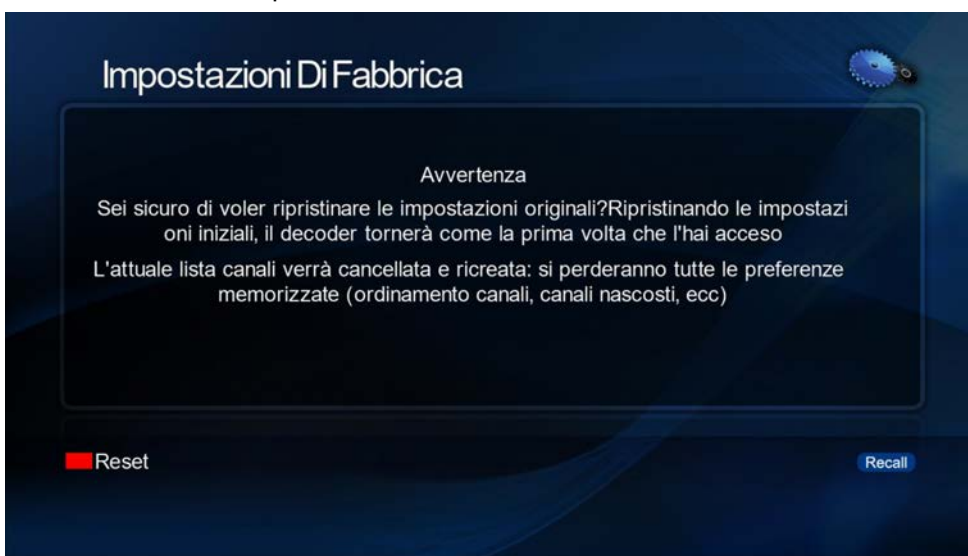 Impostazioni Di Fabbrica
Avvertenza
Sei sicuro di voler ripristinare le impostazioni originali?Ripristinando le impostazi
oni iniziali, il decoder tornerà come la prima volta che l'hai acceso
L'attuale lista canali verrà cancellata e ricreata: si perderanno tutte le preferenze
memorizzate (ordinamento canali, canali nascosti, ecc)
Reset
Recall